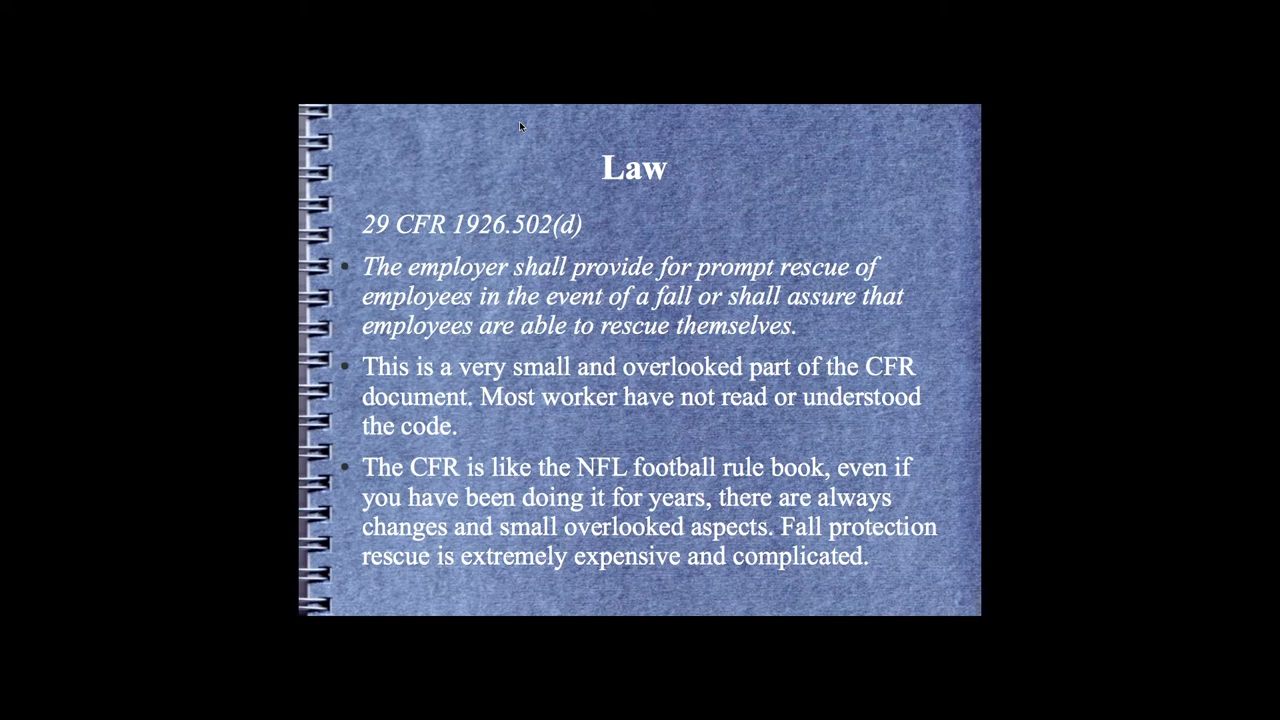 Law
29 CFR 1926.502(d)
• The employer shall provide for prompt rescue of
employees in the event of a fall or shall assure that
employees are able to rescue themselves.
• This is a very small and overlooked part of the CFR
document. Most worker have not read or understood
the code.
• The CFR is like the NFL football rule book, even if
you have been doing it for years, there are always
changes and small overlooked aspects. Fall protection
rescue is extremely expensive and complicated.